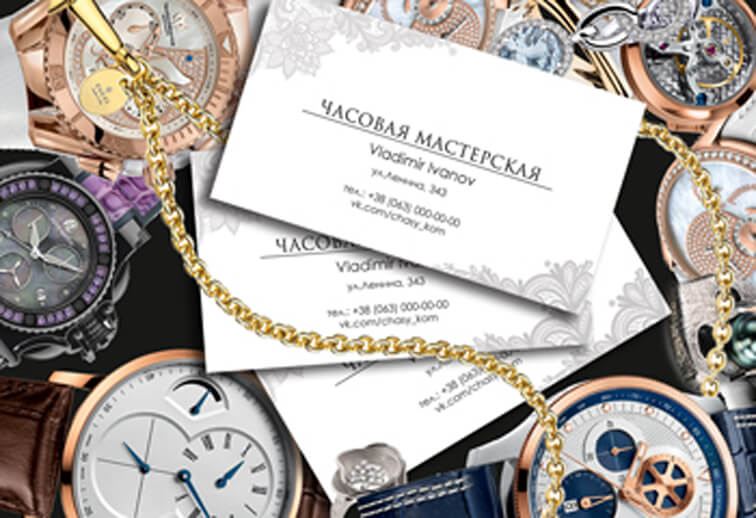 ЧАСОВАЯ МАСТЕРСКАЯ
Vladimir Ivanov
ул.Ленина, 343
тел.: +38 (063) 000-00-00
vk.com/chasy_kom
ЧАСОВА
Vladimir
ул.Ленина, 343
тел.: +38 (063) 000-00-00
vk.com/chasy_kom
тел.: +38 (063) 000-00-00
vk.com/chasy_kom